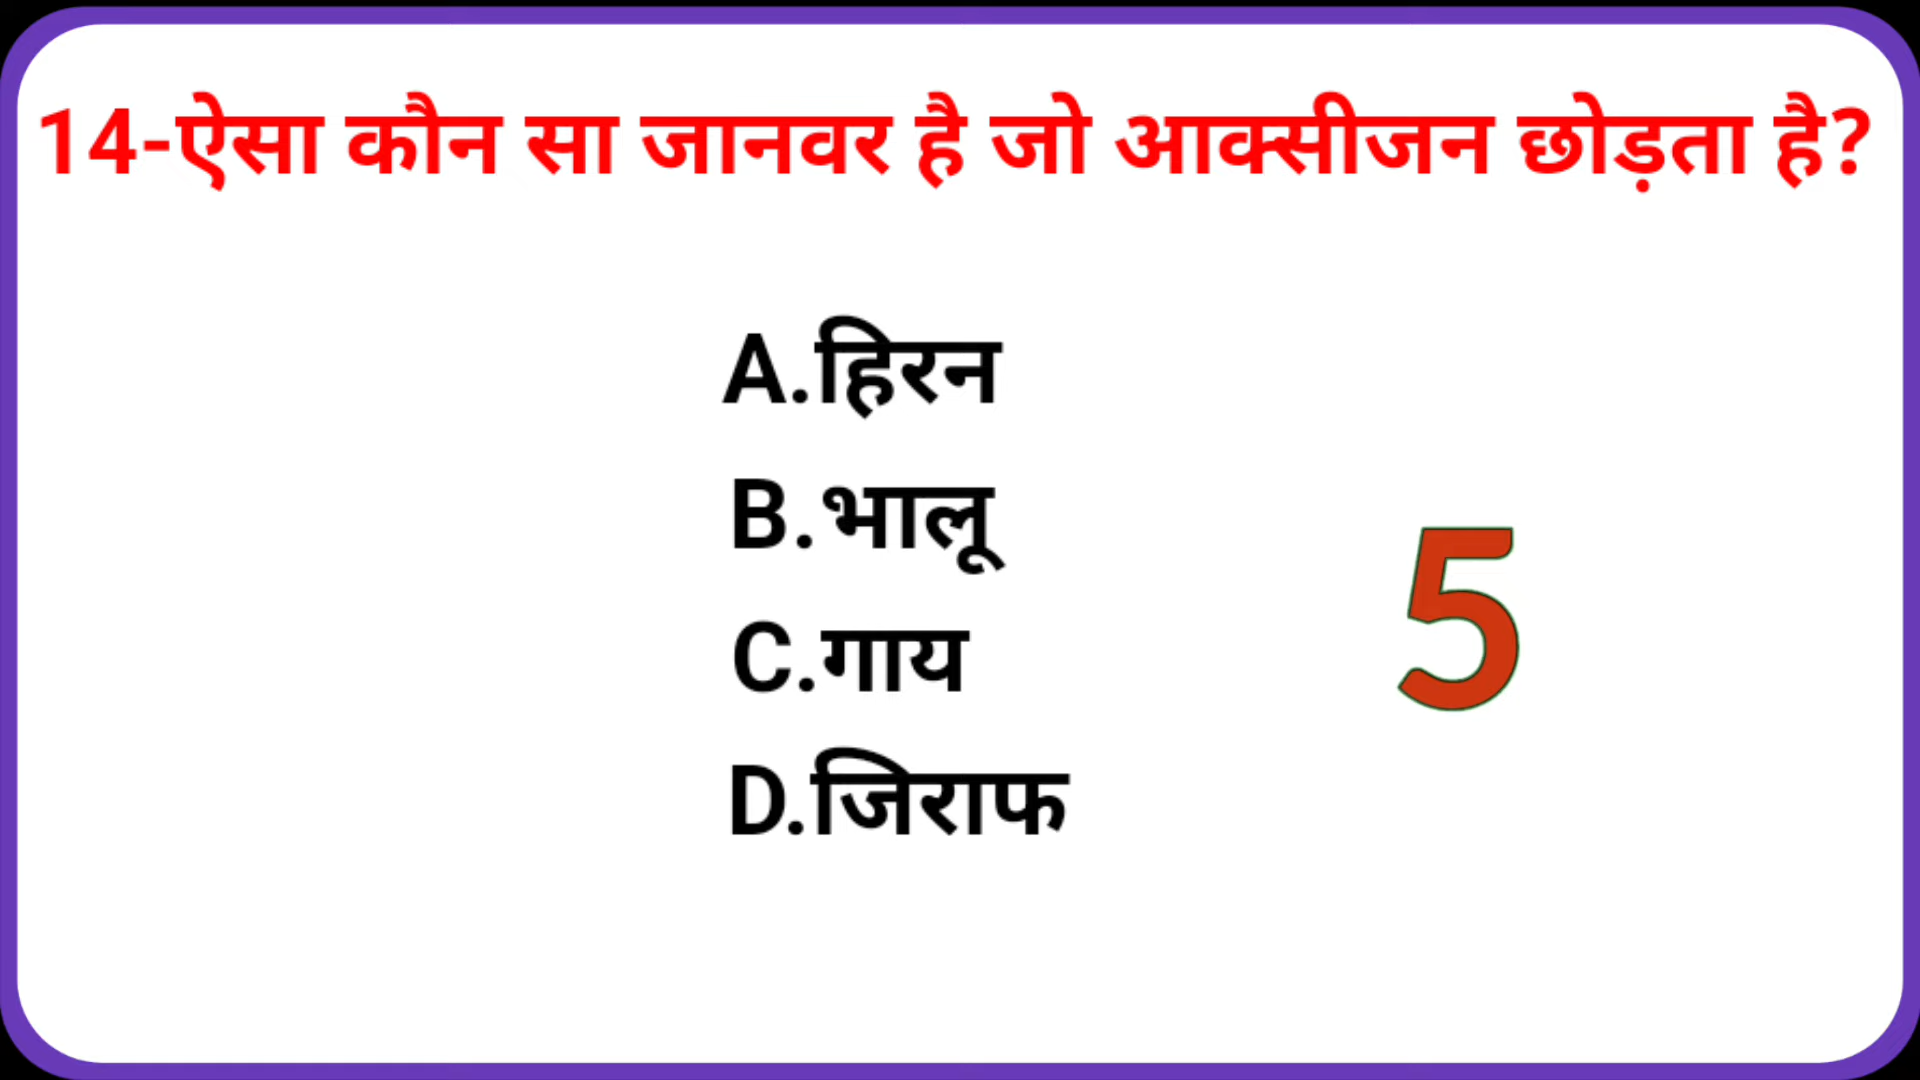 14-ऐसा कौन सा जानवर है जो आक्सीजन छोड़ता है?
A.हिरन
B.भालू
C.गाय
D.जिराफ
5